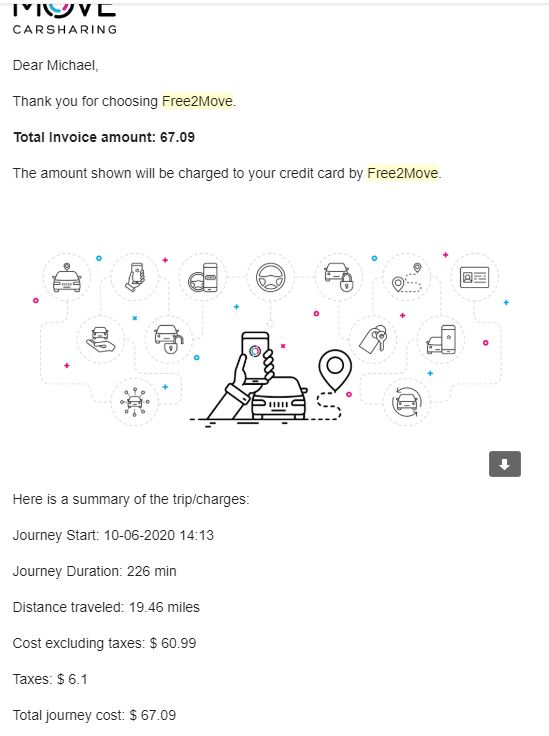 MOVE
CARSHARING
Dear Michael,
Thank you for choosing Free2Move.
Total Invoice amount: 67.09
The amount shown will be charged to your credit card by Free2Move.
Here is a summary of the trip/charges:
Journey Start: 10-06-2020 14:13
Journey Duration: 226 min
Distance traveled: 19.46 miles
Cost excluding taxes: $ 60.99
Taxes: $ 6.1
Total journey cost: $ 67.09